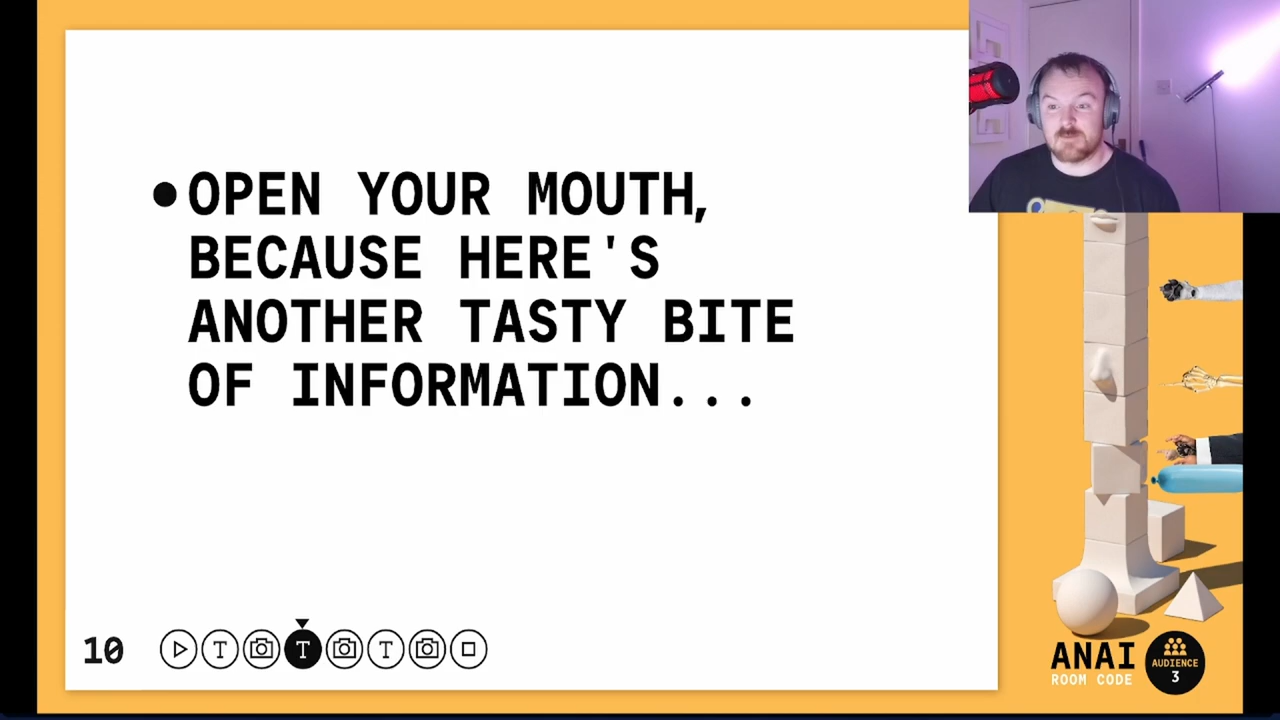 OPEN YOUR MOUTH,
BECAUSE HERE'S
ANOTHER TASTY BITE
OF INFORMATION...
10
T
T
T
ANAI
ROOM CODE
AUDIENCE
3